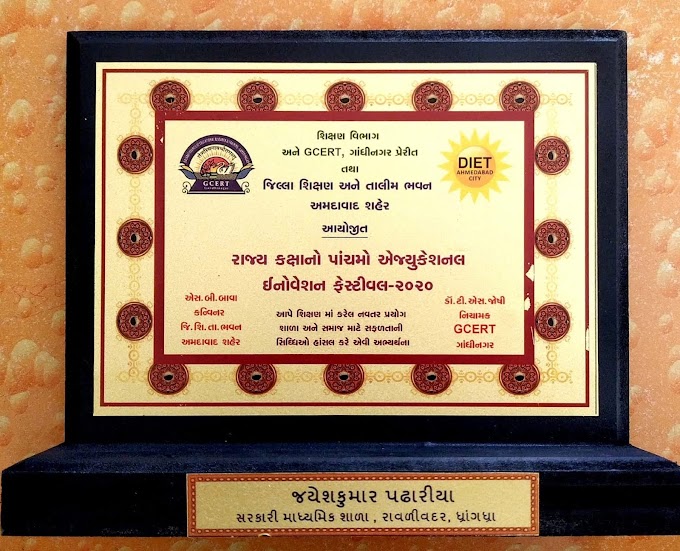 શિક્ષણ વિભાગ
અને GCERT, ગાંધીનગર પ્રેરીત
તથા
જિલ્લા શિક્ષણ અને તાલીમ ભવન
અમદાવાદ શહેર
આયોજીત
GCERT
DIET
AHMEDABAD
CITY
રાજ્ય કક્ષાનો પાંચમો એજ્યુકેશનલ
ઈનોવેશન ફેસ્ટીવલ-૨૦૨૦
એસ.બી.બાવા
કન્વિનર
જિ.શિ.તા.ભવન
અમદાવાદ શહેર
આપે શિક્ષણ માં કરેલ નવતર પ્રયોગ
શાળા અને સમાજ માટે સફળતાની
સિધ્ધિઓ હાંસલ કરે એવી અભ્યર્થના
ડૉ.ટી.એસ.જોષી
નિયામક
GCERT
ગાંધીનગર
જયેશકુમાર પઢારીયા
સરકારી માધ્યમિક શાળા , રાવળીવદર, ધ્રાંગધ્રા